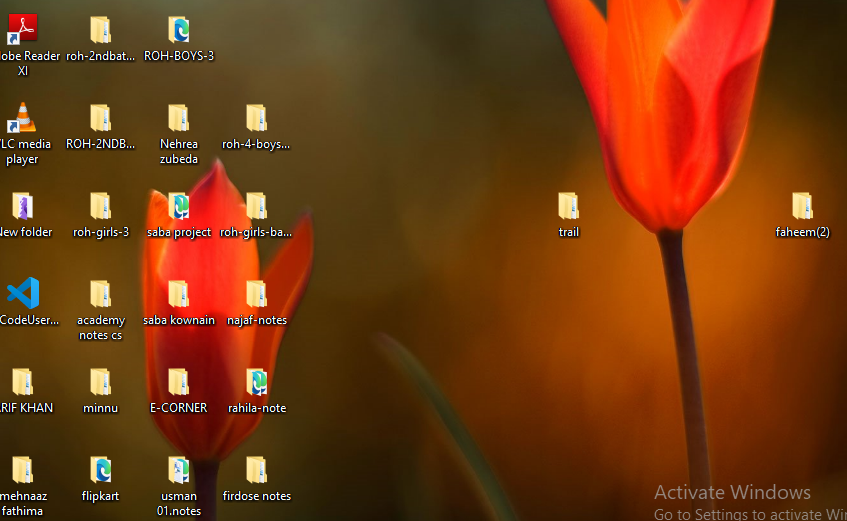 obe Reader
XI
roh-2ndbat...
ROH-BOYS-3
LC media
player
ROH-2NDB...
Nehrea
zubeda
roh-4-boys...
New folder
roh-girls-3
saba project
roh-girls-ba...
trail
faheem(2)
CodeUser...
academy
notes cs
saba kownain
najaf-notes
RIF KHAN
minnu
E-CORNER
rahila-note
mehnaaz
fathima
flipkart
usman
01.notes
firdose notes
Activate Windows
Go to Settings to activate Win